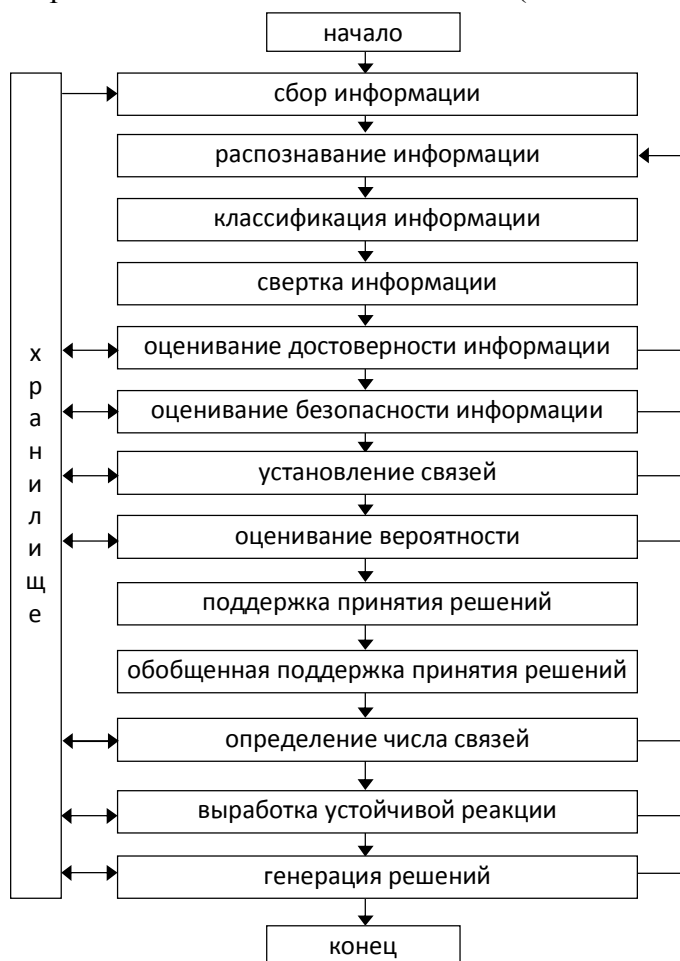 начало
сбор информации
распознавание информации
классификация информации
свертка информации
оценивание достоверности информации
оценивание безопасности информации
установление связей
оценивание вероятности
поддержка принятия решений
обобщенная поддержка принятия решений
определение числа связей
выработка устойчивой реакции
генерация решений
конец
хранилище